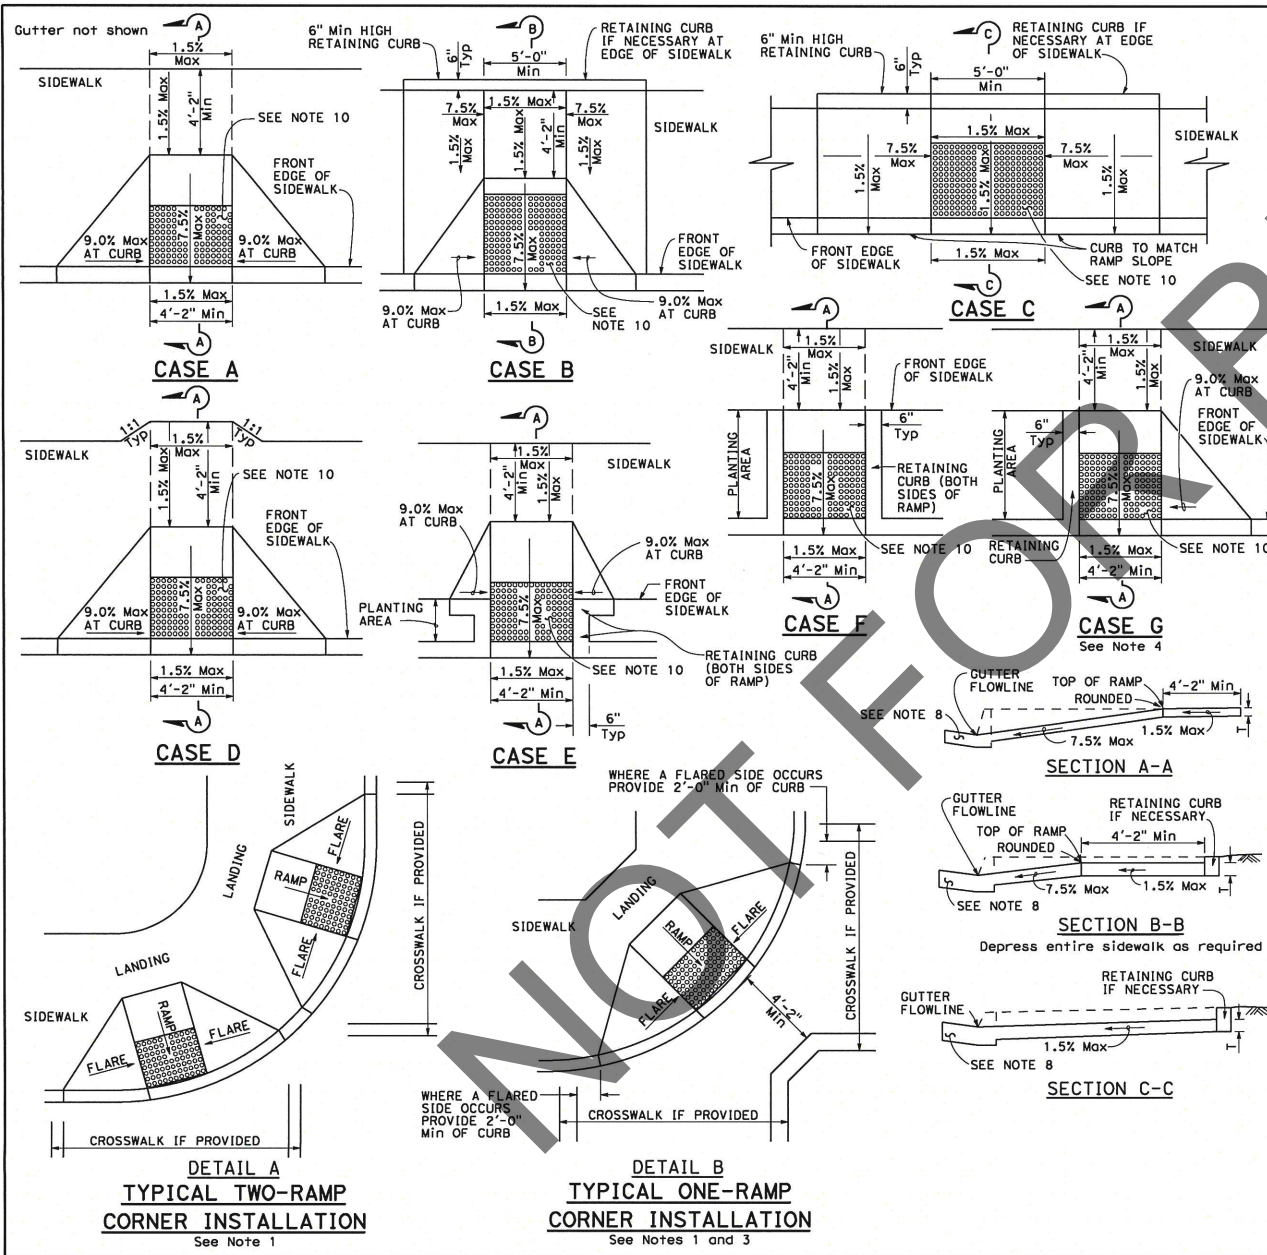 Gutter not shown
A
1.5%
Max
SIDEWALK
1.5% Max
4'-2"
Min
SEE NOTE 10
FRONT
EDGE OF
SIDEWALK
7.5%
Max
9.0% Max
AT CURB
9.0% Max
AT CURB
1.5% Max
4'-2" Min
A
CASE A
6" Min HIGH
RETAINING CURB
6"
Typ
B
5'-0"
Min
RETAINING CURB
IF NECESSARY AT
EDGE OF SIDEWALK
7.5%
Max
1.5% Max
7.5%
Max
SIDEWALK
1.5%
Max
1.5% Max
4'-2"
Min
1.5%
Max
7.5%
Max
FRONT
EDGE OF
SIDEWALK
9.0% Max
AT CURB
1.5% Max
SEE
NOTE 10
9.0% Max
AT CURB
B
CASE B
6" Min HIGH
RETAINING CURB
6"
Typ
C
RETAINING CURB IF
NECESSARY AT EDGE
OF SIDEWALK
5'-0"
Min
1.5% Max
SIDEWALK
7.5%
Max
7.5%
Max
1.5%
Max
1.5% Max
1.5%
Max
FRONT EDGE
OF SIDEWALK
1.5% Max
CURB TO MATCH
RAMP SLOPE
SEE NOTE 10
C
CASE C
A
1:1
Typ
1:1
Typ
1.5%
Max
SIDEWALK
1.5%
Max
4'-2"
Min
SEE NOTE 10
FRONT
EDGE OF
SIDEWALK
7.5%
Max
9.0% Max
AT CURB
9.0% Max
AT CURB
1.5% Max
4'-2" Min
A
CASE D
A
1.5%
Max
SIDEWALK
4'-2"
Min
1.5%
Max
9.0% Max
AT CURB
9.0% Max
AT CURB
PLANTING
AREA
7.5%
Max
FRONT
EDGE OF
SIDEWALK
RETAINING CURB
(BOTH SIDES
OF RAMP)
SEE NOTE 10
1.5% Max
4'-2" Min
A
6"
Typ
CASE E
A
SIDEWALK
1.5%
Max
4'-2"
Min
1.5%
Max
FRONT EDGE
OF SIDEWALK
6"
Typ
PLANTING
AREA
7.5%
Max
RETAINING
CURB (BOTH
SIDES OF
RAMP)
SEE NOTE 10
1.5% Max
4'-2" Min
A
CASE F
A
1.5%
Max
SIDEWALK
4'-2"
Min
1.5%
Max
9.0% Max
AT CURB
FRONT
EDGE OF
SIDEWALK
6"
Typ
PLANTING
AREA
7.5%
Max
RETAINING
CURB
SEE NOTE 10
1.5% Max
4'-2" Min
A
CASE G
See Note 4
GUTTER
FLOWLINE
TOP OF RAMP
ROUNDED
4'-2" Min
SEE NOTE 8
7.5% Max
1.5% Max
T
SECTION A-A
GUTTER
FLOWLINE
TOP OF RAMP
ROUNDED
4'-2" Min
RETAINING CURB
IF NECESSARY
7.5% Max
1.5% Max
T
SEE NOTE 8
SECTION B-B
Depress entire sidewalk as required
GUTTER
FLOWLINE
RETAINING CURB
IF NECESSARY
1.5% Max
T
SEE NOTE 8
SECTION C-C
SIDEWALK
LANDING
FLARE
RAMP
FLARE
LANDING
SIDEWALK
RAMP
FLARE
FLARE
CROSSWALK IF PROVIDED
CROSSWALK IF PROVIDED
DETAIL A
TYPICAL TWO-RAMP
CORNER INSTALLATION
See Note 1
WHERE A FLARED SIDE OCCURS
PROVIDE 2'-0" Min OF CURB
LANDING
SIDEWALK
RAMP
FLARE
FLARE
4'-2"
Min
CROSSWALK IF PROVIDED
WHERE A FLARED
SIDE OCCURS
PROVIDE 2'-0"
Min OF CURB
CROSSWALK IF PROVIDED
DETAIL B
TYPICAL ONE-RAMP
CORNER INSTALLATION
See Notes 1 and 3
NOT FOR